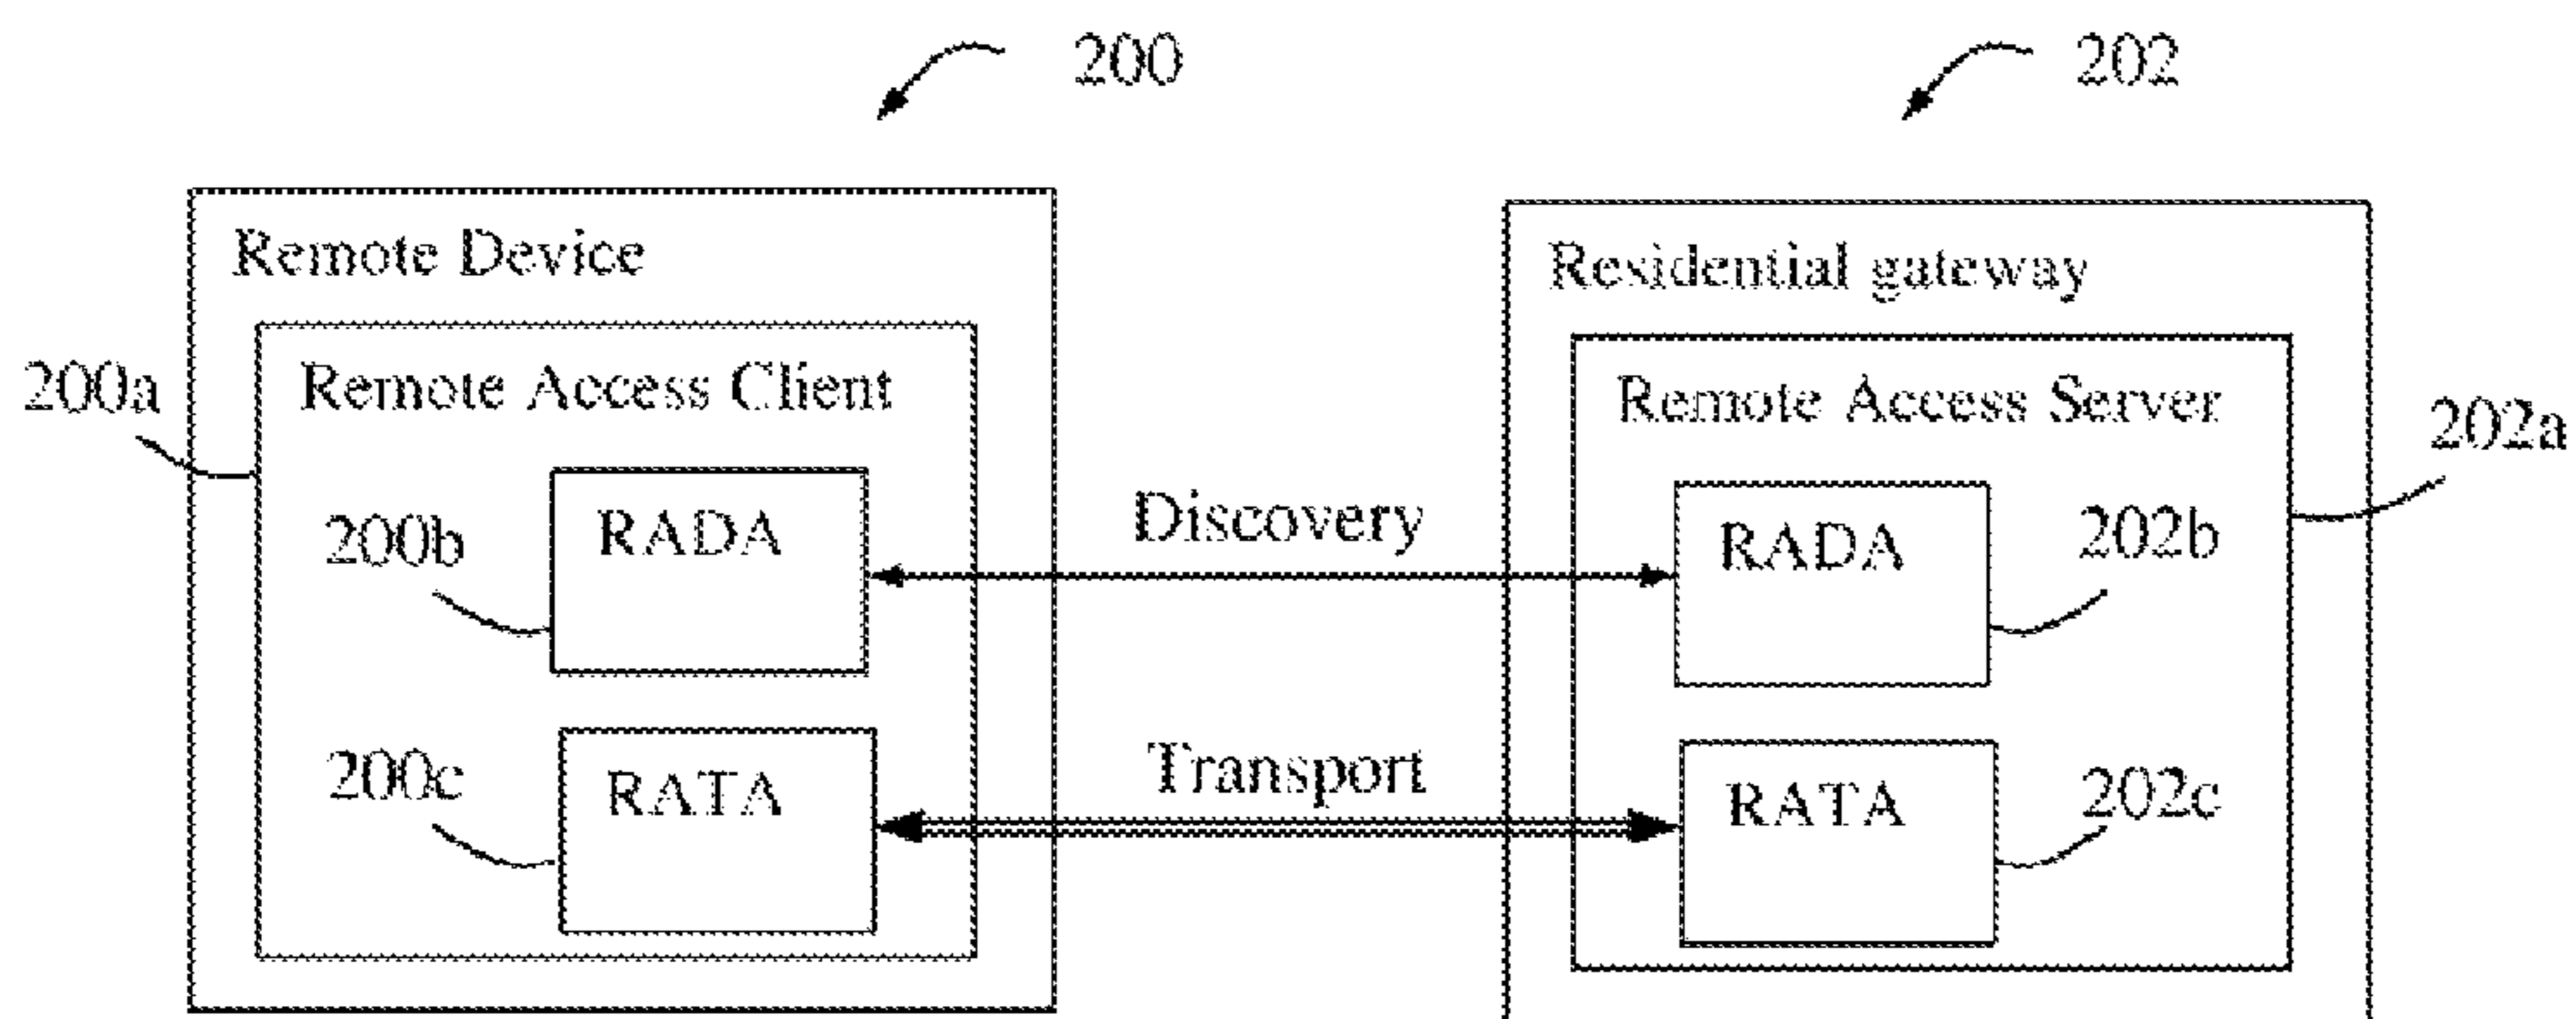 200
202
Remote Device
Residential gateway
200a
Remote Access Client
Remote Access Server
202a
Discovery
200b
RADA
RADA
202b
Transport
200c
RATA
RATA
202c